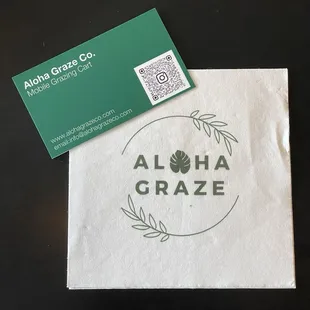 Aloha Graze Co.
Mobile Grazing Cart
www.alohagrazeco.com
email:info@alohagrazeco.com
ALOHA
GRAZE